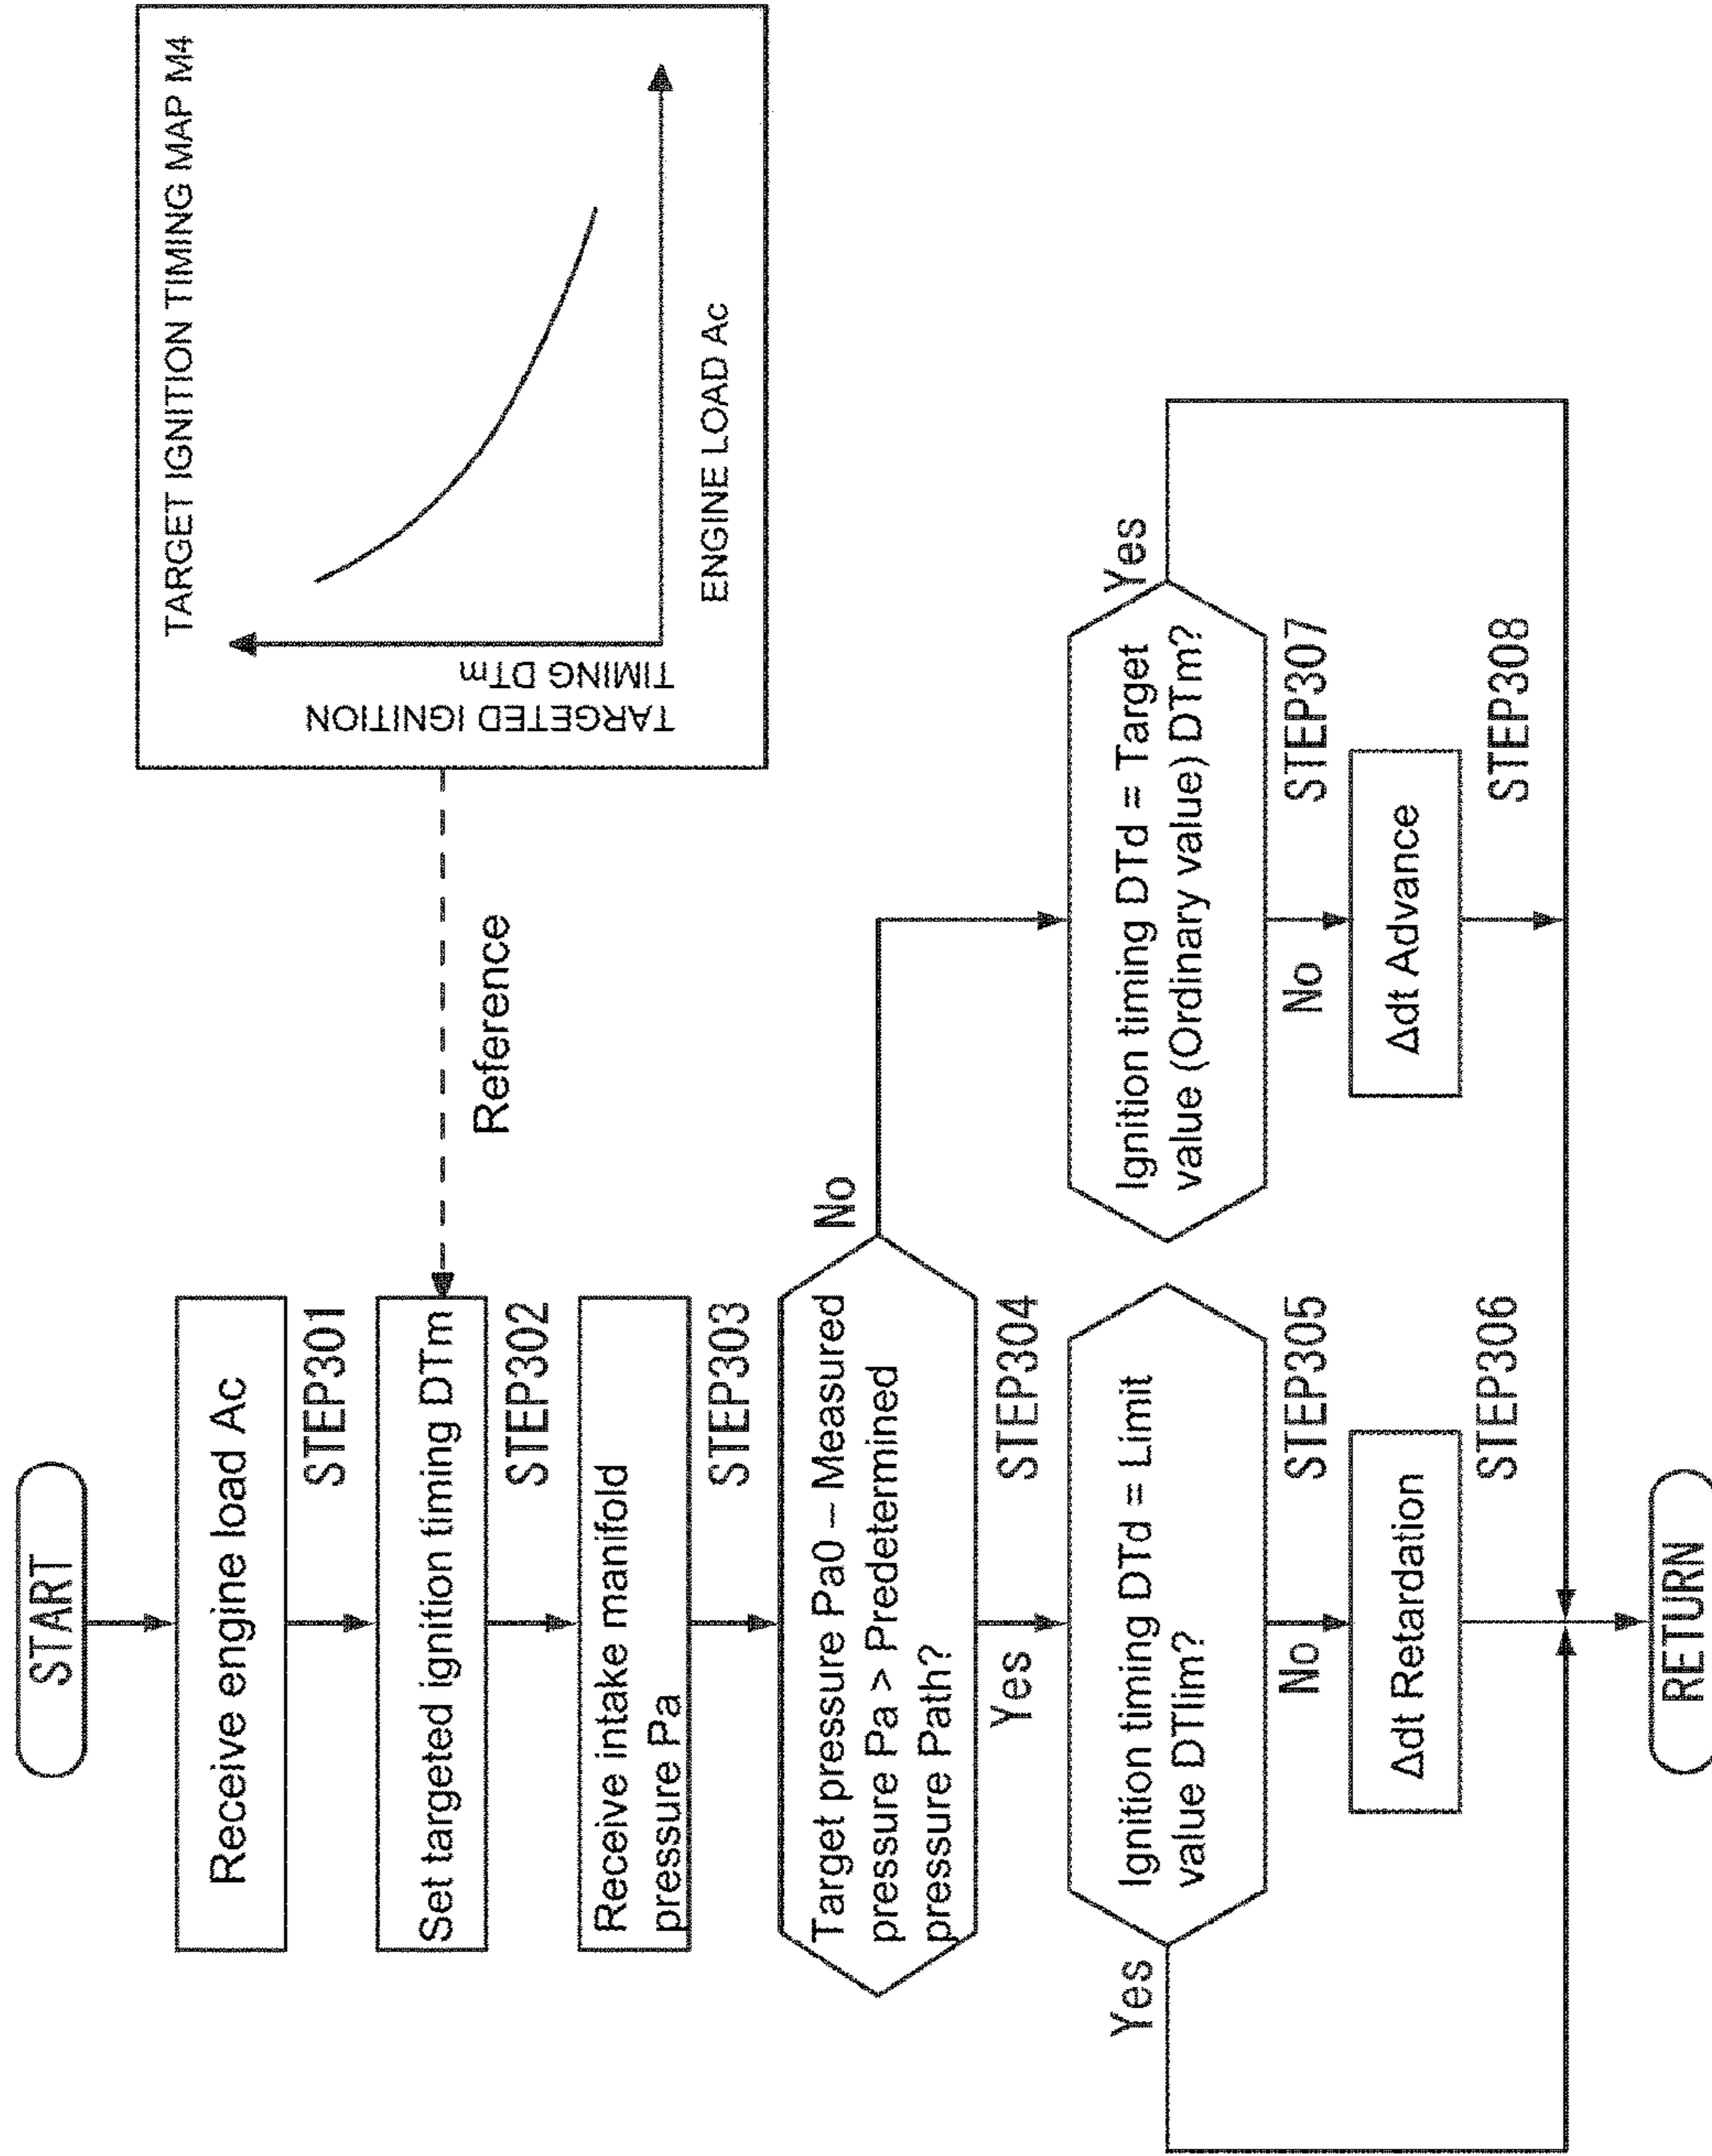 START
Receive engine load Ac
STEP301
Set targeted ignition timing DTm
STEP302
Reference
TARGET IGNITION TIMING MAP M4
TARGETED IGNITION
TIMING DTm
ENGINE LOAD Ac
Receive intake manifold
pressure Pa
STEP303
Target pressure Pa0 – Measured
pressure Pa > Predetermined
pressure Path?
No
STEP304
Yes
Yes
Ignition timing DTd = Limit
value DTlim?
STEP305
No
Δdt Retardation
STEP306
Ignition timing DTd = Target
value (Ordinary value) DTm?
Yes
STEP307
No
Δdt Advance
STEP308
RETURN